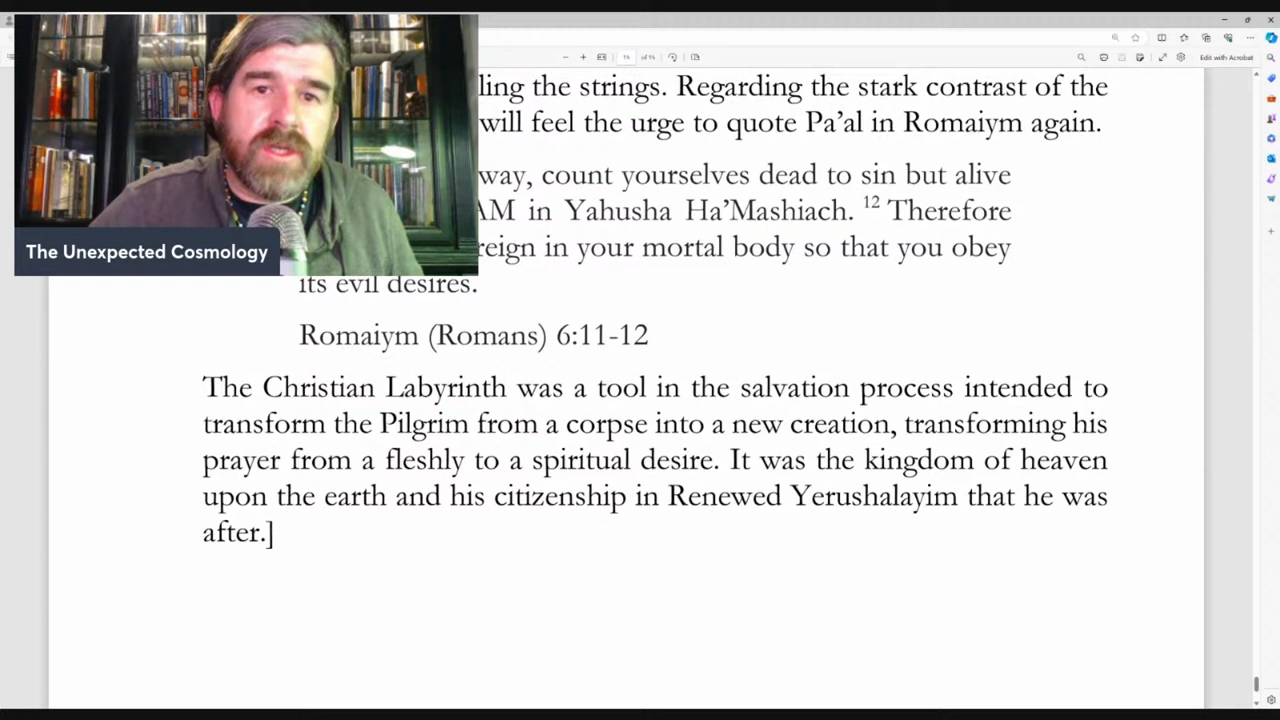 ling the strings. Regarding the stark contrast of the
will feel the urge to quote Pa’al in Romaiym again.
way, count yourselves dead to sin but alive
AM in Yahusha Ha’Mashiach. 12 Therefore
reign in your mortal body so that you obey
its evil desires.
Romaiym (Romans) 6:11-12
The Christian Labyrinth was a tool in the salvation process intended to
transform the Pilgrim from a corpse into a new creation, transforming his
prayer from a fleshly to a spiritual desire. It was the kingdom of heaven
upon the earth and his citizenship in Renewed Yerushalayim that he was
after.]
The Unexpected Cosmology
Edit with Acrobat